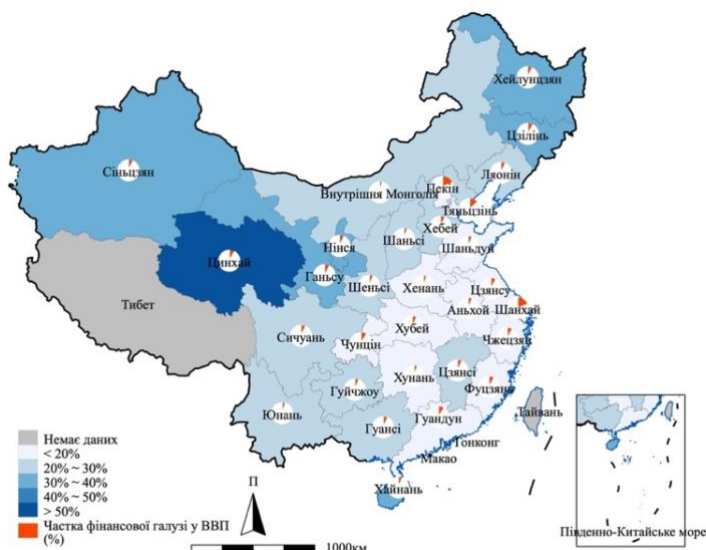 Хейлунцзян
Цзілінь
Ляонін
Сіньцзян
Внутрішня Монголія
Пекін
Тяньцзінь
Хебей
Шаньсі
Шаньдун
Нінся
Цинхай
Ганьсу
Шеньсі
Хенань
Цзянсу
Аньхой
Шанхай
Тибет
Сичуань
Чунцін
Хубей
Чжецзян
Цзянсі
Хунань
Гуйчжоу
Фуцзянь
Юнань
Гуансі
Гуандун
Тайвань
Гонконг
Макао
Хайнань
Немає даних
< 20%
20% ~ 30%
30% ~ 40%
40% ~ 50%
> 50%
Частка фінансової галузі у ВВП
(%)
П
1000км
Південно-Китайське море